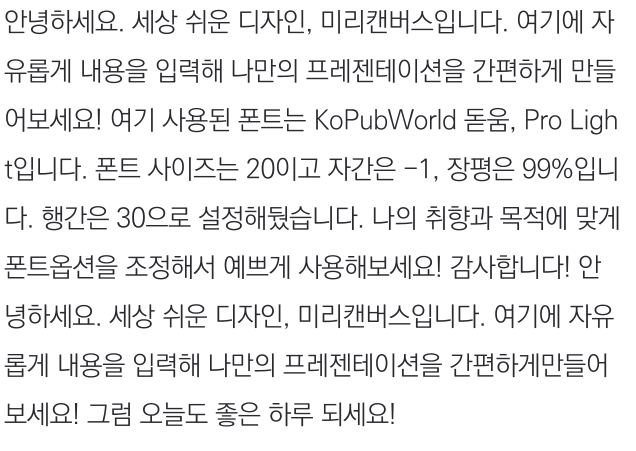 안녕하세요. 세상 쉬운 디자인, 미리캔버스입니다. 여기에 자
유롭게 내용을 입력해 나만의 프레젠테이션을 간편하게 만들
어보세요! 여기 사용된 폰트는 KoPubWorld 돋움, Pro Ligh
t입니다. 폰트 사이즈는 20이고 자간은 -1, 장평은 99%입니
다. 행간은 30으로 설정해뒀습니다. 나의 취향과 목적에 맞게
폰트옵션을 조정해서 예쁘게 사용해보세요! 감사합니다! 안
녕하세요. 세상 쉬운 디자인, 미리캔버스입니다. 여기에 자유
롭게 내용을 입력해 나만의 프레젠테이션을 간편하게만들어
보세요! 그럼 오늘도 좋은 하루 되세요!